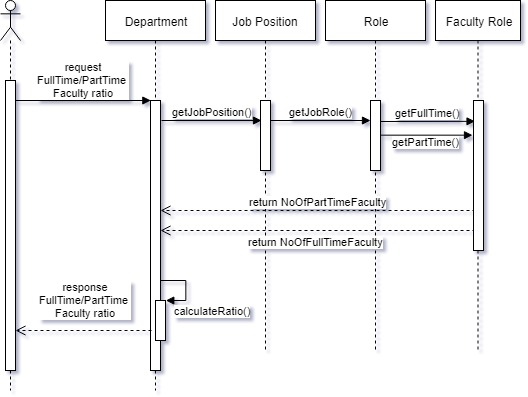 Department
Job Position
Role
Faculty Role
request
FullTime/PartTime
Faculty ratio
getJobPosition()
getJobRole()
getFullTime()
getPartTime()
return NoOfPartTimeFaculty
return NoOfFullTimeFaculty
response
FullTime/PartTime
Faculty ratio
calculateRatio()